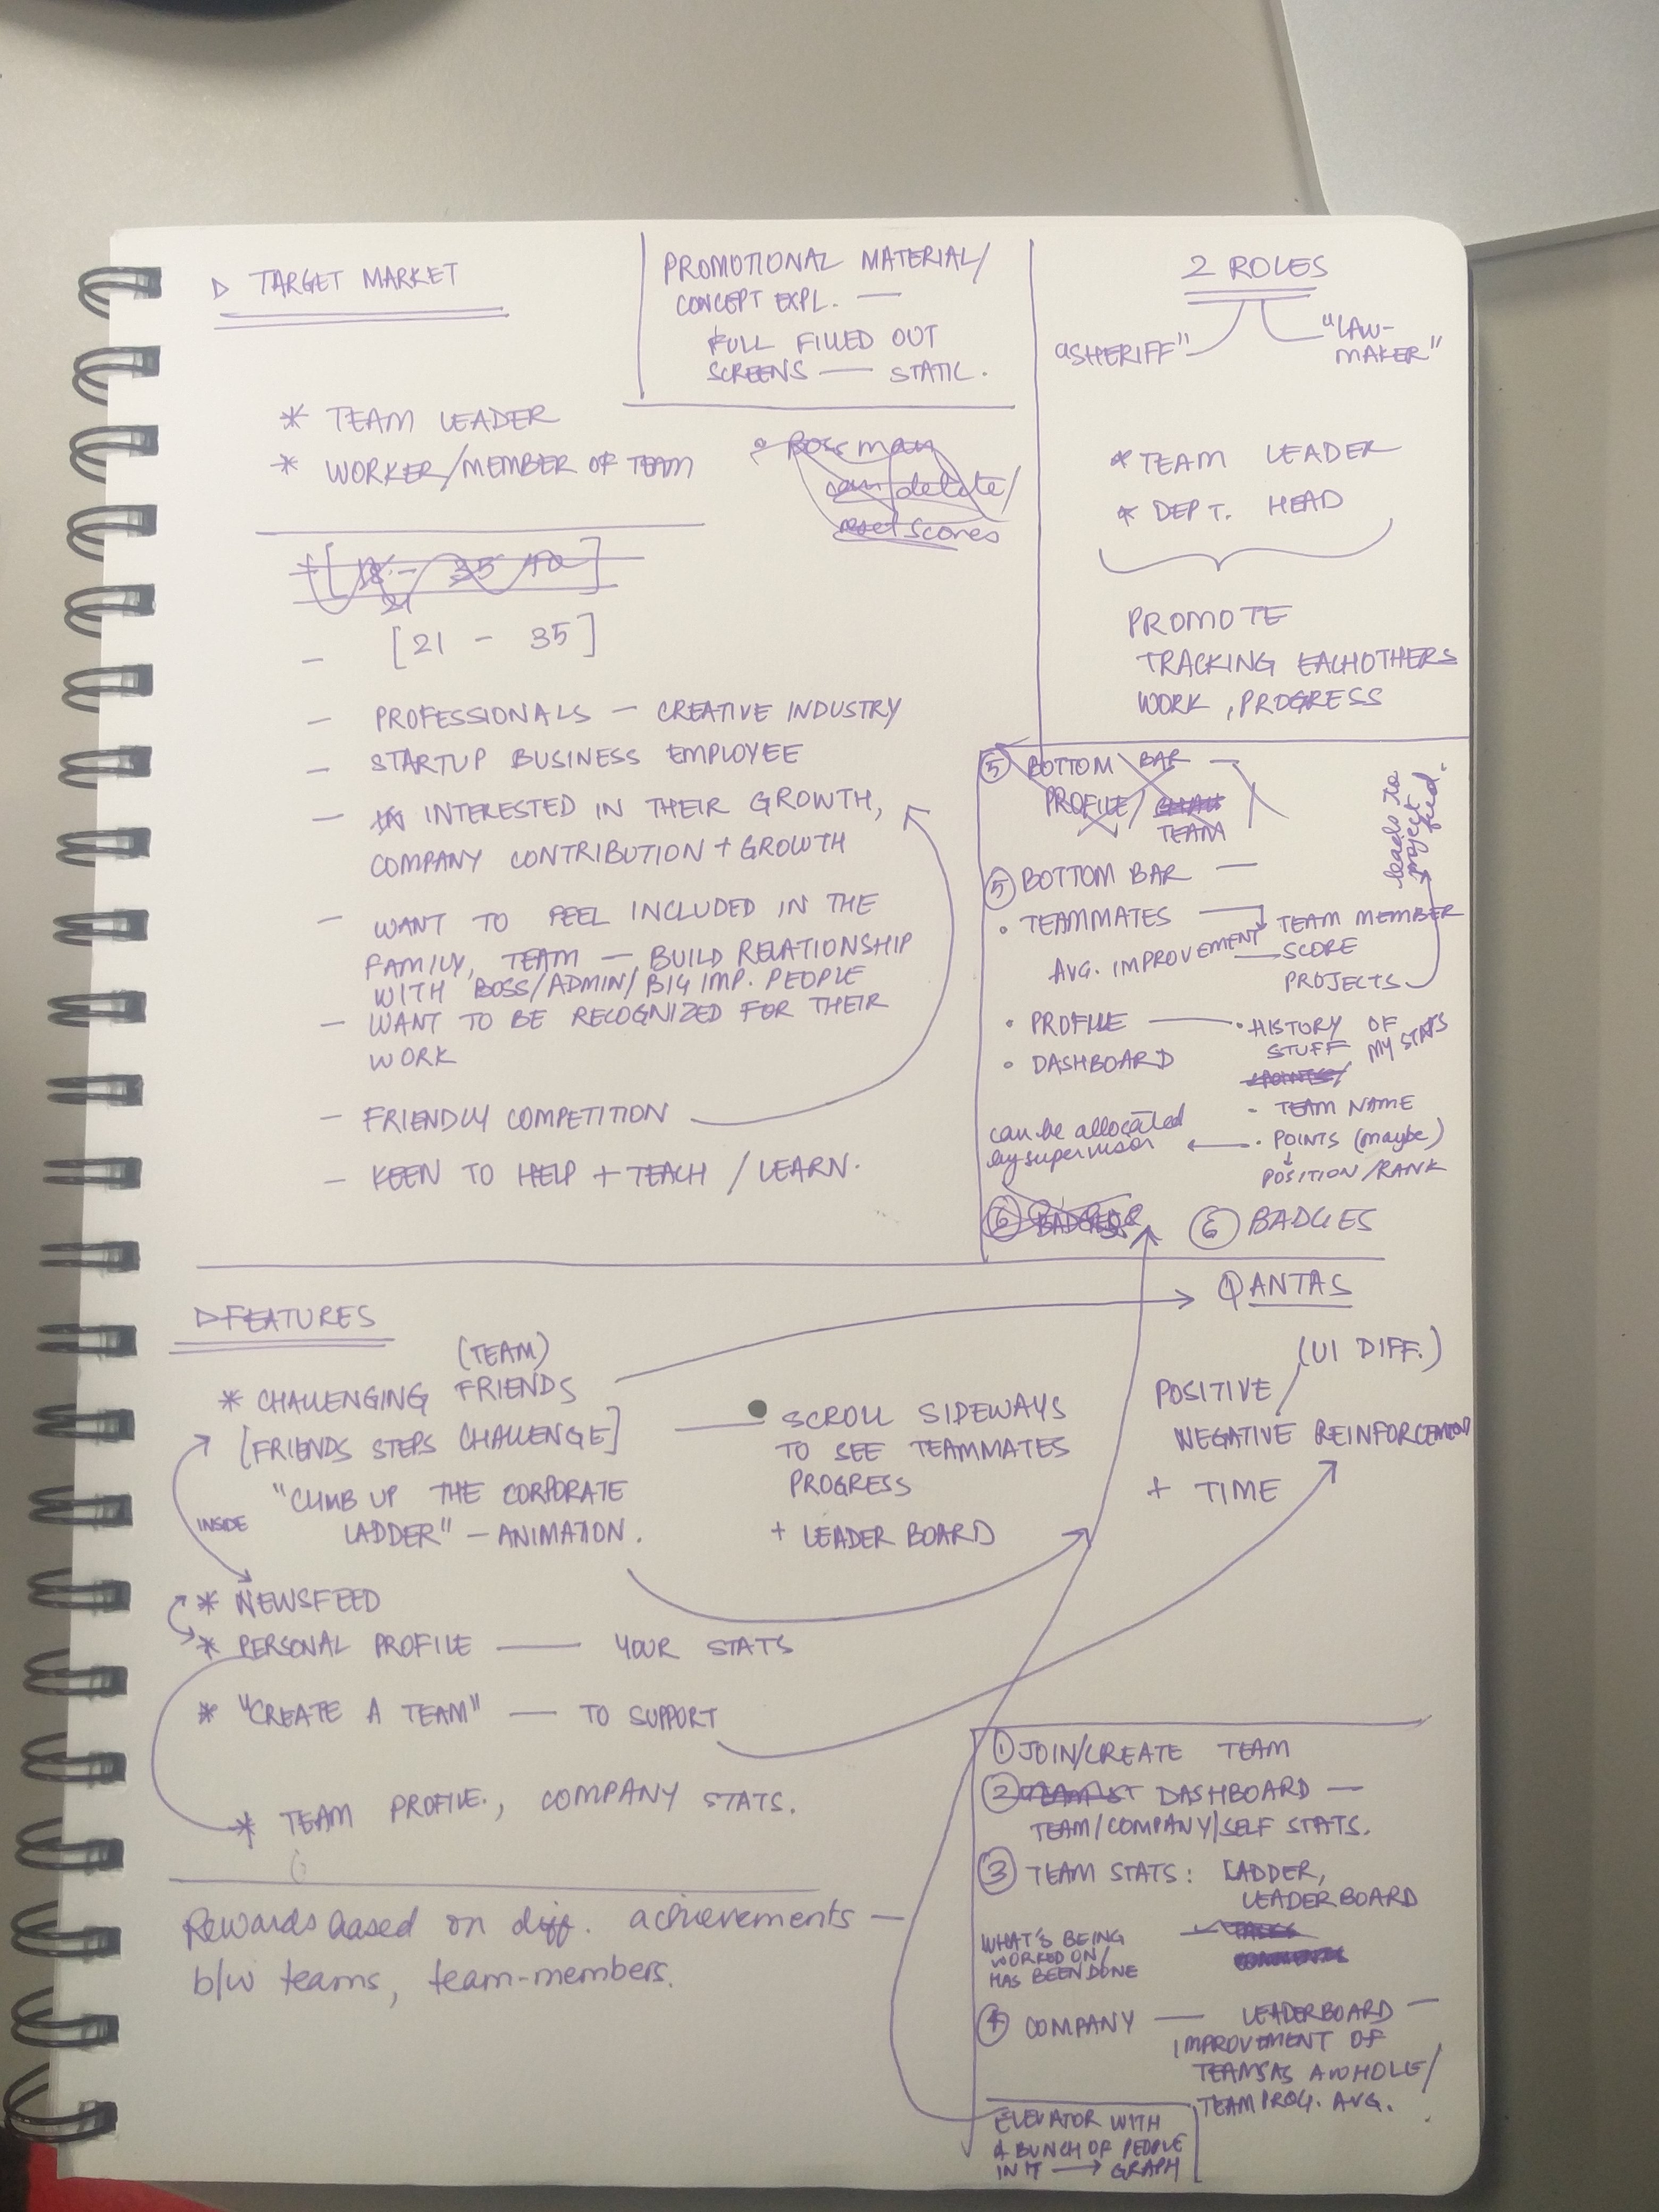 ▷ TARGET MARKET
* TEAM LEADER
* WORKER/MEMBER OF TEAM
[18 - 35 40]
21
- [21 - 35]
- PROFESSIONALS - CREATIVE INDUSTRY
- STARTUP BUSINESS EMPLOYEE
- IN INTERESTED IN THEIR GROWTH,
COMPANY CONTRIBUTION + GROWTH
- WANT TO FEEL INCLUDED IN THE
FAMILY, TEAM — BUILD RELATIONSHIP
WITH BOSS/ADMIN/BIG IMP. PEOPLE
- WANT TO BE RECOGNIZED FOR THEIR
WORK
- FRIENDLY COMPETITION
- KEEN TO HELP + TEACH / LEARN.
PROMOTIONAL MATERIAL/
CONCEPT EXPL. —
FULL FILLED OUT
SCREENS — STATIC.
Boss man
can delete/
reset scores
2 ROLES
"SHERIFF"
"LAW-
MAKER"
* TEAM LEADER
* DEPT. HEAD
PROMOTE
TRACKING EACHOTHERS
WORK, PROGRESS
⑤ BOTTOM BAR —
PROFILE/
TEAM
leads to
project
feed.
⑤ BOTTOM BAR —
• TEAMMATES
TEAM MEMBER
AVG. IMPROVEMENT — SCORE
PROJECTS
• PROFILE — • HISTORY OF
STUFF MY STATS
• DASHBOARD
POINTS/
- TEAM NAME
can be allocated
by supervisor
• POINTS (maybe)
↓
POSITION/RANK
⑥ BADGES
⑥ BADGES
▷ FEATURES
(TEAM)
* CHALLENGING FRIENDS
[FRIENDS STEPS CHALLENGE]
"CLIMB UP THE CORPORATE
LADDER" — ANIMATION.
INSIDE
* NEWSFEED
* PERSONAL PROFILE — YOUR STATS
* "CREATE A TEAM" — TO SUPPORT
* TEAM PROFILE, COMPANY STATS.
• SCROLL SIDEWAYS
TO SEE TEAMMATES
PROGRESS
+ LEADER BOARD
QANTAS
(UI DIFF.)
POSITIVE /
NEGATIVE REINFORCEMENT
+ TIME
Rewards based on diff. achievements —
b/w teams, team-members.
① JOIN/CREATE TEAM
② DASHBOARD —
TEAM/COMPANY/SELF STATS.
③ TEAM STATS: LADDER,
LEADERBOARD
TASKS
COMMENTS
WHAT'S BEING
WORKED ON/
HAS BEEN DONE
④ COMPANY — LEADERBOARD —
IMPROVEMENT OF
TEAMS AS A WHOLE/
TEAM PROG. AVG.
ELEVATOR WITH
A BUNCH OF PEOPLE
IN IT → GRAPH